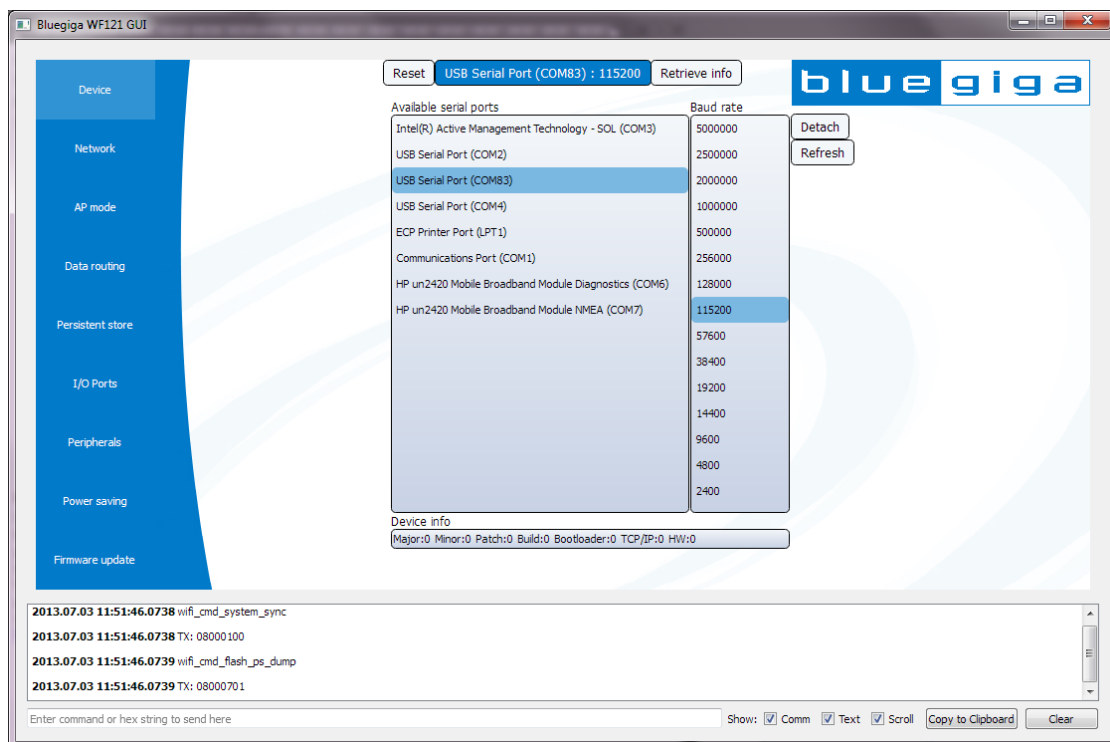 Bluegiga WF121 GUI
Device
Network
AP mode
Data routing
Persistent store
I/O Ports
Peripherals
Power saving
Firmware update
Reset USB Serial Port (COM83) : 115200 Retrieve info
bluegiga
Available serial ports Baud rate
Intel(R) Active Management Technology - SOL (COM3) 5000000
USB Serial Port (COM2) 2500000
USB Serial Port (COM83) 2000000
USB Serial Port (COM4) 1000000
ECP Printer Port (LPT1) 500000
Communications Port (COM1) 256000
HP un2420 Mobile Broadband Module Diagnostics (COM6) 128000
HP un2420 Mobile Broadband Module NMEA (COM7) 115200
57600
38400
19200
14400
9600
4800
2400
Detach
Refresh
Device info
Major:0 Minor:0 Patch:0 Build:0 Bootloader:0 TCP/IP:0 HW:0
2013.07.03 11:51:46.0738 wifi_cmd_system_sync
2013.07.03 11:51:46.0738 TX: 08000100
2013.07.03 11:51:46.0739 wifi_cmd_flash_ps_dump
2013.07.03 11:51:46.0739 TX: 08000701
Enter command or hex string to send here Show: Comm Text Scroll Copy to Clipboard Clear